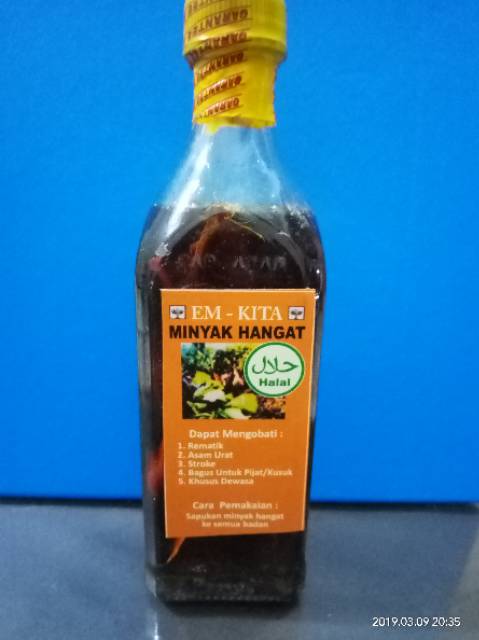 GARANTRE
EM - KITA
MINYAK HANGAT
حلال
Halal
Dapat Mengobati :
1. Rematik
2. Asam Urat
3. Stroke
4. Bagus Untuk Pijat/Kusuk
5. Khusus Dewasa
Cara Pemakaian :
Sapukan minyak hangat
ke semua badan
2019.03.09 20:35